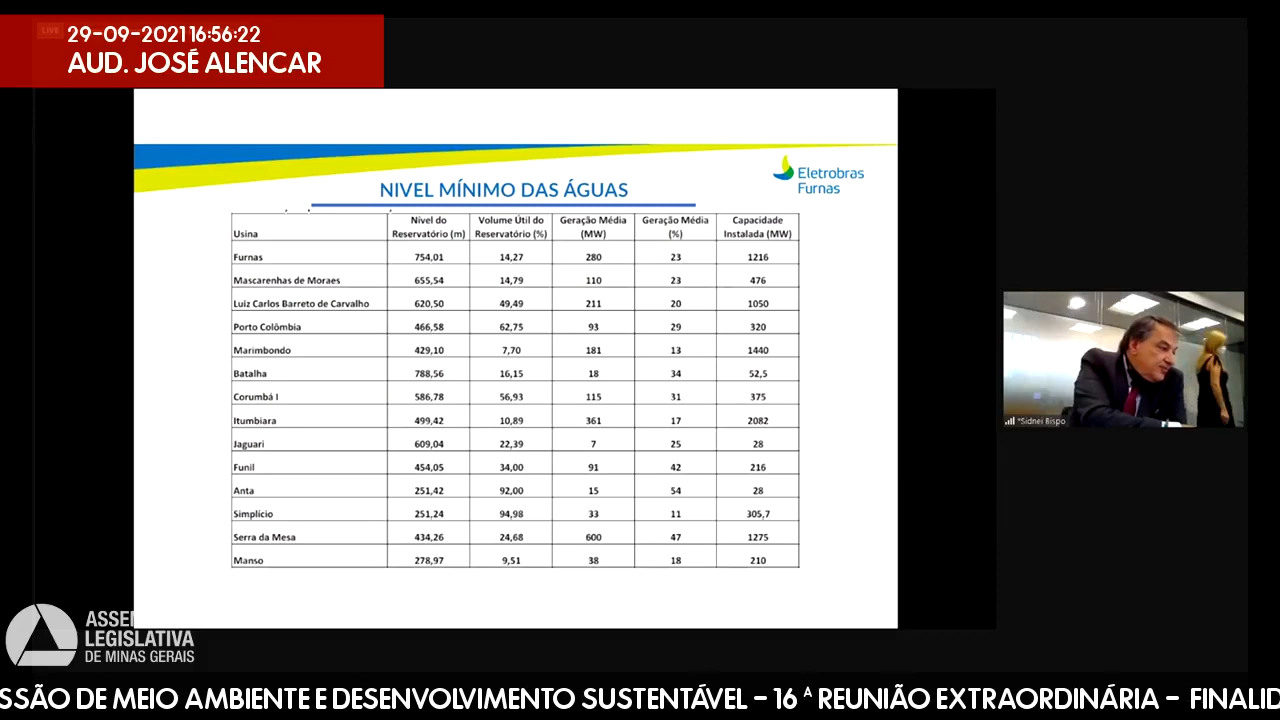 LIVE
29-09-2021 16:56:22
AUD. JOSÉ ALENCAR
Eletrobras
Furnas
NIVEL MÍNIMO DAS ÁGUAS
Usina Nível do Reservatório (m) Volume Útil do Reservatório (%) Geração Média (MW) Geração Média (%) Capacidade Instalada (MW)
Furnas 754,01 14,27 280 23 1216
Mascarenhas de Moraes 655,54 14,79 110 23 476
Luiz Carlos Barreto de Carvalho 620,50 49,49 211 20 1050
Porto Colômbia 466,58 62,75 93 29 320
Marimbondo 429,10 7,70 181 13 1440
Batalha 788,56 16,15 18 34 52,5
Corumbá I 586,78 56,93 115 31 375
Itumbiara 499,42 10,89 361 17 2082
Jaguari 609,04 22,39 7 25 28
Funil 454,05 34,00 91 42 216
Anta 251,42 92,00 15 54 28
Simplício 251,24 94,98 33 11 305,7
Serra da Mesa 434,26 24,68 600 47 1275
Manso 278,97 9,51 38 18 210
*Sidnei Bispo
ASSE
LEGISLATIVA
DE MINAS GERAIS
SSÃO DE MEIO AMBIENTE E DESENVOLVIMENTO SUSTENTÁVEL - 16 ª REUNIÃO EXTRAORDINÁRIA - FINALID